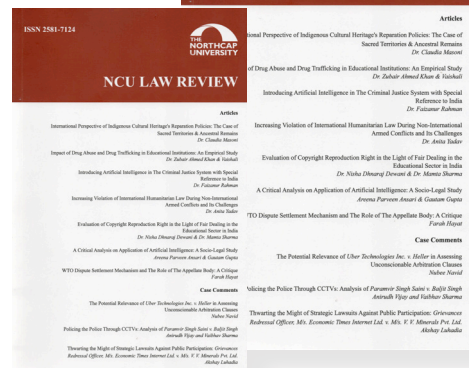 ISSN 2581-7124
THE
NORTHCAP
UNIVERSITY
NCU LAW REVIEW
Articles
International Perspective of Indigenous Cultural Heritage's Reparation Policies: The Case of
Sacred Territories & Ancestral Remains
Dr. Claudia Masoni
Impact of Drug Abuse and Drug Trafficking in Educational Institutions: An Empirical Study
Dr. Zubair Ahmed Khan & Vaishali
Introducing Artificial Intelligence in The Criminal Justice System with Special
Reference to India
Dr. Faizanur Rahman
Increasing Violation of International Humanitarian Law During Non-International
Armed Conflicts and Its Challenges
Dr. Anita Yadav
Evaluation of Copyright Reproduction Right in the Light of Fair Dealing in the
Educational Sector in India
Dr. Nisha Dhanraj Dewani & Dr. Mamta Sharma
A Critical Analysis on Application of Artificial Intelligence: A Socio-Legal Study
Areena Parveen Ansari & Gautam Gupta
WTO Dispute Settlement Mechanism and The Role of The Appellate Body: A Critique
Farah Hayat
Case Comments
The Potential Relevance of Uber Technologies Inc. v. Heller in Assessing
Unconscionable Arbitration Clauses
Nubee Navid
Policing the Police Through CCTVs: Analysis of Paramvir Singh Saini v. Baljit Singh
Anirudh Vijay and Vaibhav Sharma
Thwarting the Might of Strategic Lawsuits Against Public Participation: Grievances
Redressal Officer, M/s. Economic Times Internet Ltd. v. M/s. V. V. Minerals Pvt. Ltd.
Akshay Luhadia
Articles
tional Perspective of Indigenous Cultural Heritage's Reparation Policies: The Case of
Sacred Territories & Ancestral Remains
Dr. Claudia Masoni
of Drug Abuse and Drug Trafficking in Educational Institutions: An Empirical Study
Dr. Zubair Ahmed Khan & Vaishali
Introducing Artificial Intelligence in The Criminal Justice System with Special
Reference to India
Dr. Faizanur Rahman
Increasing Violation of International Humanitarian Law During Non-International
Armed Conflicts and Its Challenges
Dr. Anita Yadav
Evaluation of Copyright Reproduction Right in the Light of Fair Dealing in the
Educational Sector in India
Dr. Nisha Dhanraj Dewani & Dr. Mamta Sharma
A Critical Analysis on Application of Artificial Intelligence: A Socio-Legal Study
Areena Parveen Ansari & Gautam Gupta
TO Dispute Settlement Mechanism and The Role of The Appellate Body: A Critique
Farah Hayat
Case Comments
The Potential Relevance of Uber Technologies Inc. v. Heller in Assessing
Unconscionable Arbitration Clauses
Nubee Navid
olicing the Police Through CCTVs: Analysis of Paramvir Singh Saini v. Baljit Singh
Anirudh Vijay and Vaibhav Sharma
Thwarting the Might of Strategic Lawsuits Against Public Participation: Grievances
Redressal Officer, M/s. Economic Times Internet Ltd. v. M/s. V. V. Minerals Pvt. Ltd.
Akshay Luhadia